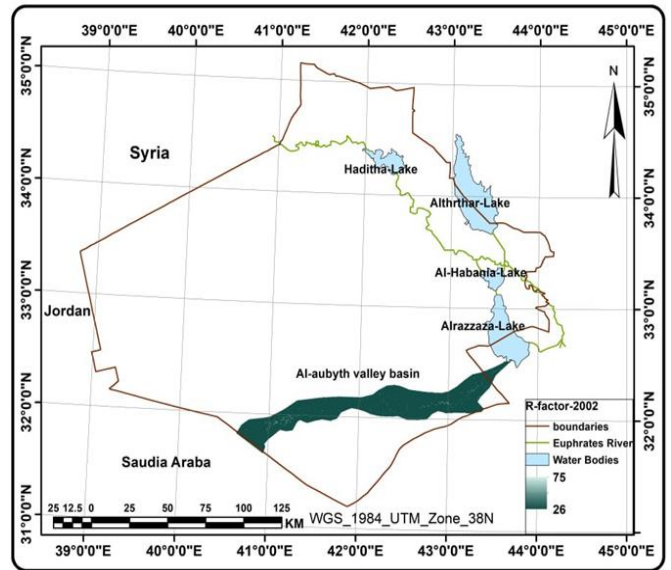 39°0'0"E 40°0'0"E 41°0'0"E 42°0'0"E 43°0'0"E 44°0'0"E 45°0'0"E
35°0'0"N
35°0'0"N
N
Syria
Haditha-Lake
34°0'0"N
Althrthar-Lake
34°0'0"N
Al-Habania-Lake
33°0'0"N
33°0'0"N
Jordan
Alrazzaza-Lake
Al-aubyth valley basin
32°0'0"N
32°0'0"N
R-factor-2002
boundaries
Euphrates River
Water Bodies
75
26
Saudia Araba
25 12.5 0 25 50 75 100 125
KM
WGS_1984_UTM_Zone_38N
31°0'0"N
39°0'0"E 40°0'0"E 41°0'0"E 42°0'0"E 43°0'0"E 44°0'0"E 45°0'0"E